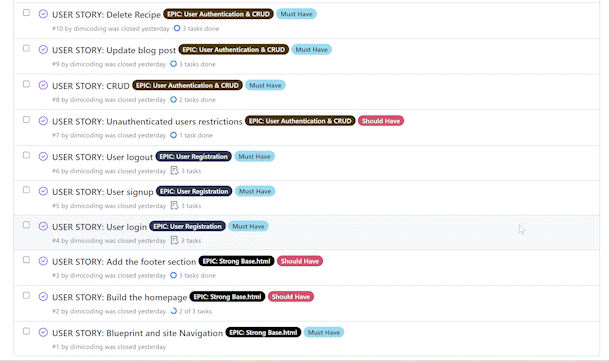 USER STORY: Delete Recipe EPIC: User Authentication & CRUD Must Have
#10 by dimicoding was closed yesterday 3 tasks done
USER STORY: Update blog post EPIC: User Authentication & CRUD Must Have
#9 by dimicoding was closed yesterday 3 tasks done
USER STORY: CRUD EPIC: User Authentication & CRUD Must Have
#8 by dimicoding was closed yesterday 2 tasks done
USER STORY: Unauthenticated users restrictions EPIC: User Authentication & CRUD Should Have
#7 by dimicoding was closed yesterday 1 task done
USER STORY: User logout EPIC: User Registration Must Have
#6 by dimicoding was closed yesterday 3 tasks
USER STORY: User signup EPIC: User Registration Must Have
#5 by dimicoding was closed yesterday 3 tasks
USER STORY: User login EPIC: User Registration Must Have
#4 by dimicoding was closed yesterday 3 tasks
USER STORY: Add the footer section EPIC: Strong Base.html Should Have
#3 by dimicoding was closed yesterday 3 tasks done
USER STORY: Build the homepage EPIC: Strong Base.html Should Have
#2 by dimicoding was closed yesterday 2 of 3 tasks
USER STORY: Blueprint and site Navigation EPIC: Strong Base.html Must Have
#1 by dimicoding was closed yesterday